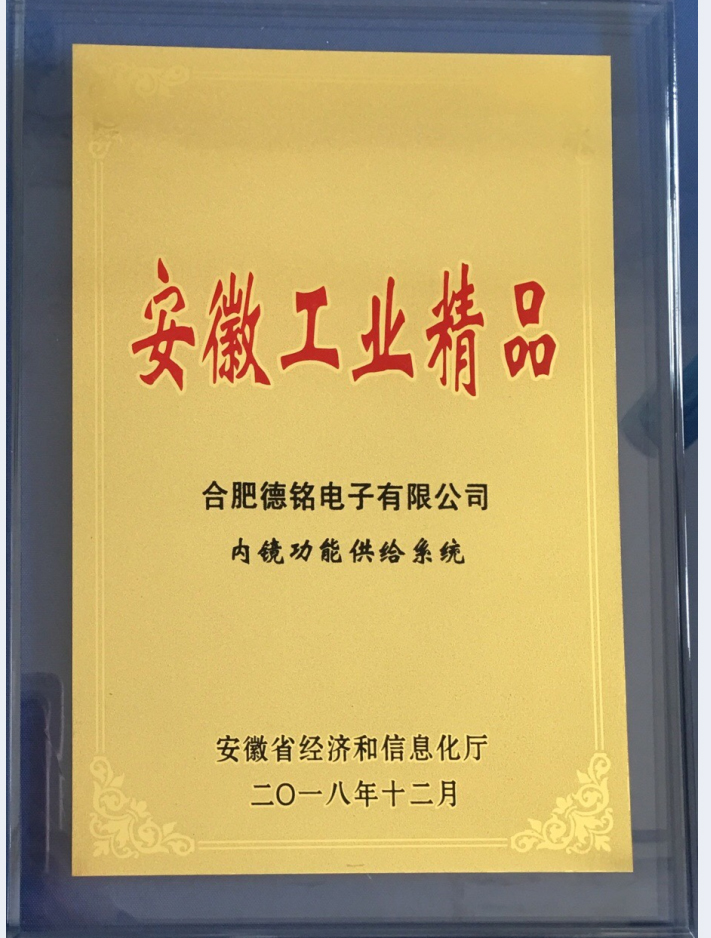 安徽工业精品
合肥德铭电子有限公司
内镜功能供给系统
安徽省经济和信息化厅
二〇一八年十二月